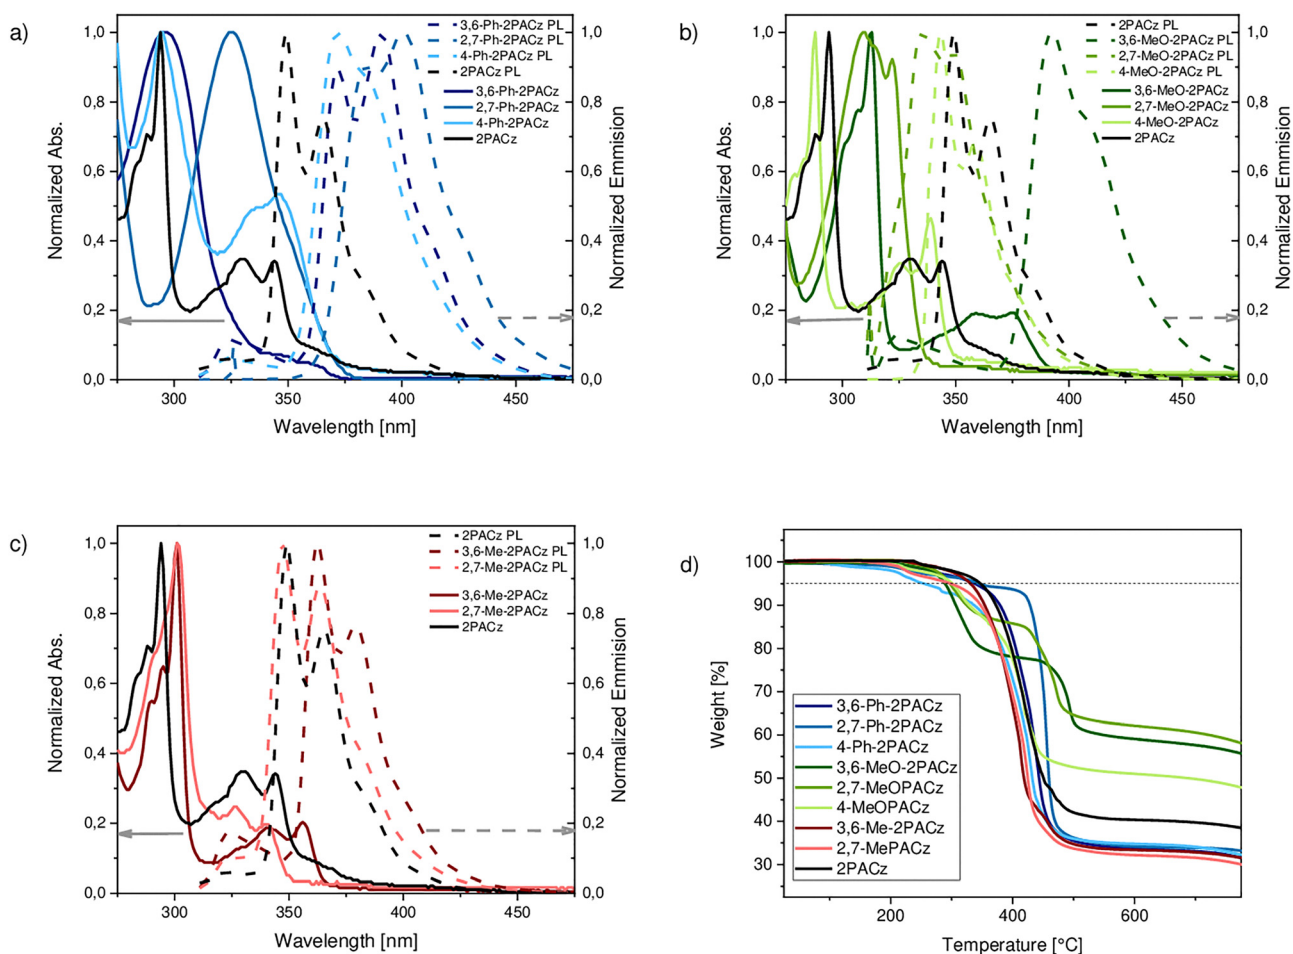 a)
3,6-Ph-2PACz PL
2,7-Ph-2PACz PL
4-Ph-2PACz PL
2PACz PL
3,6-Ph-2PACz
2,7-Ph-2PACz
4-Ph-2PACz
2PACz
1,0
0,8
0,6
0,4
0,2
0,0
Normalized Abs.
1,0
0,8
0,6
0,4
0,2
0,0
Normalized Emmision
300
350
400
450
Wavelength [nm]
b)
2PACz PL
3,6-MeO-2PACz PL
2,7-MeO-2PACz PL
4-MeO-2PACz PL
3,6-MeO-2PACz
2,7-MeO-2PACz
4-MeO-2PACz
2PACz
1,0
0,8
0,6
0,4
0,2
0,0
Normalized Abs.
1,0
0,8
0,6
0,4
0,2
0,0
Normalized Emmision
300
350
400
450
Wavelength [nm]
c)
2PACz PL
3,6-Me-2PACz PL
2,7-Me-2PACz PL
3,6-Me-2PACz
2,7-Me-2PACz
2PACz
1,0
0,8
0,6
0,4
0,2
0,0
Normalized Abs.
1,0
0,8
0,6
0,4
0,2
0,0
Normalized Emmision
300
350
400
450
Wavelength [nm]
d)
100
90
80
70
60
50
40
30
Weight [%]
3,6-Ph-2PACz
2,7-Ph-2PACz
4-Ph-2PACz
3,6-MeO-2PACz
2,7-MeOPACz
4-MeOPACz
3,6-Me-2PACz
2,7-MePACz
2PACz
200
400
600
Temperature [°C]